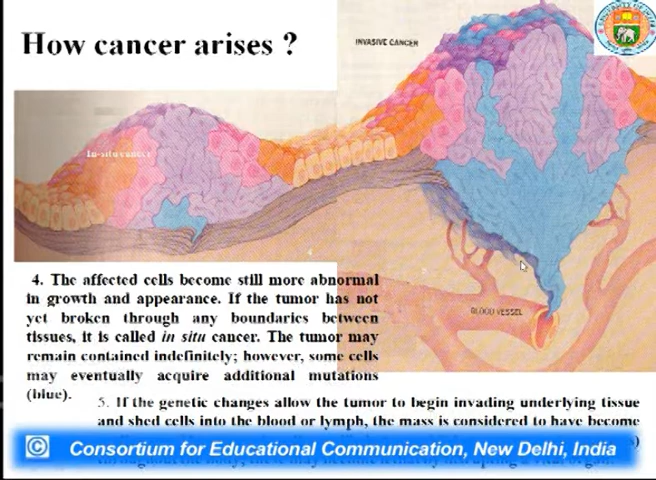 How cancer arises ?
INVASIVE CANCER
In-situ cancer
BLOOD VESSEL
4. The affected cells become still more abnormal
in growth and appearance. If the tumor has not
yet broken through any boundaries between
tissues, it is called in situ cancer. The tumor may
remain contained indefinitely; however, some cells
may eventually acquire additional mutations
(blue).
5. If the genetic changes allow the tumor to begin invading underlying tissue
and shed cells into the blood or lymph, the mass is considered to have become
© Consortium for Educational Communication, New Delhi, India